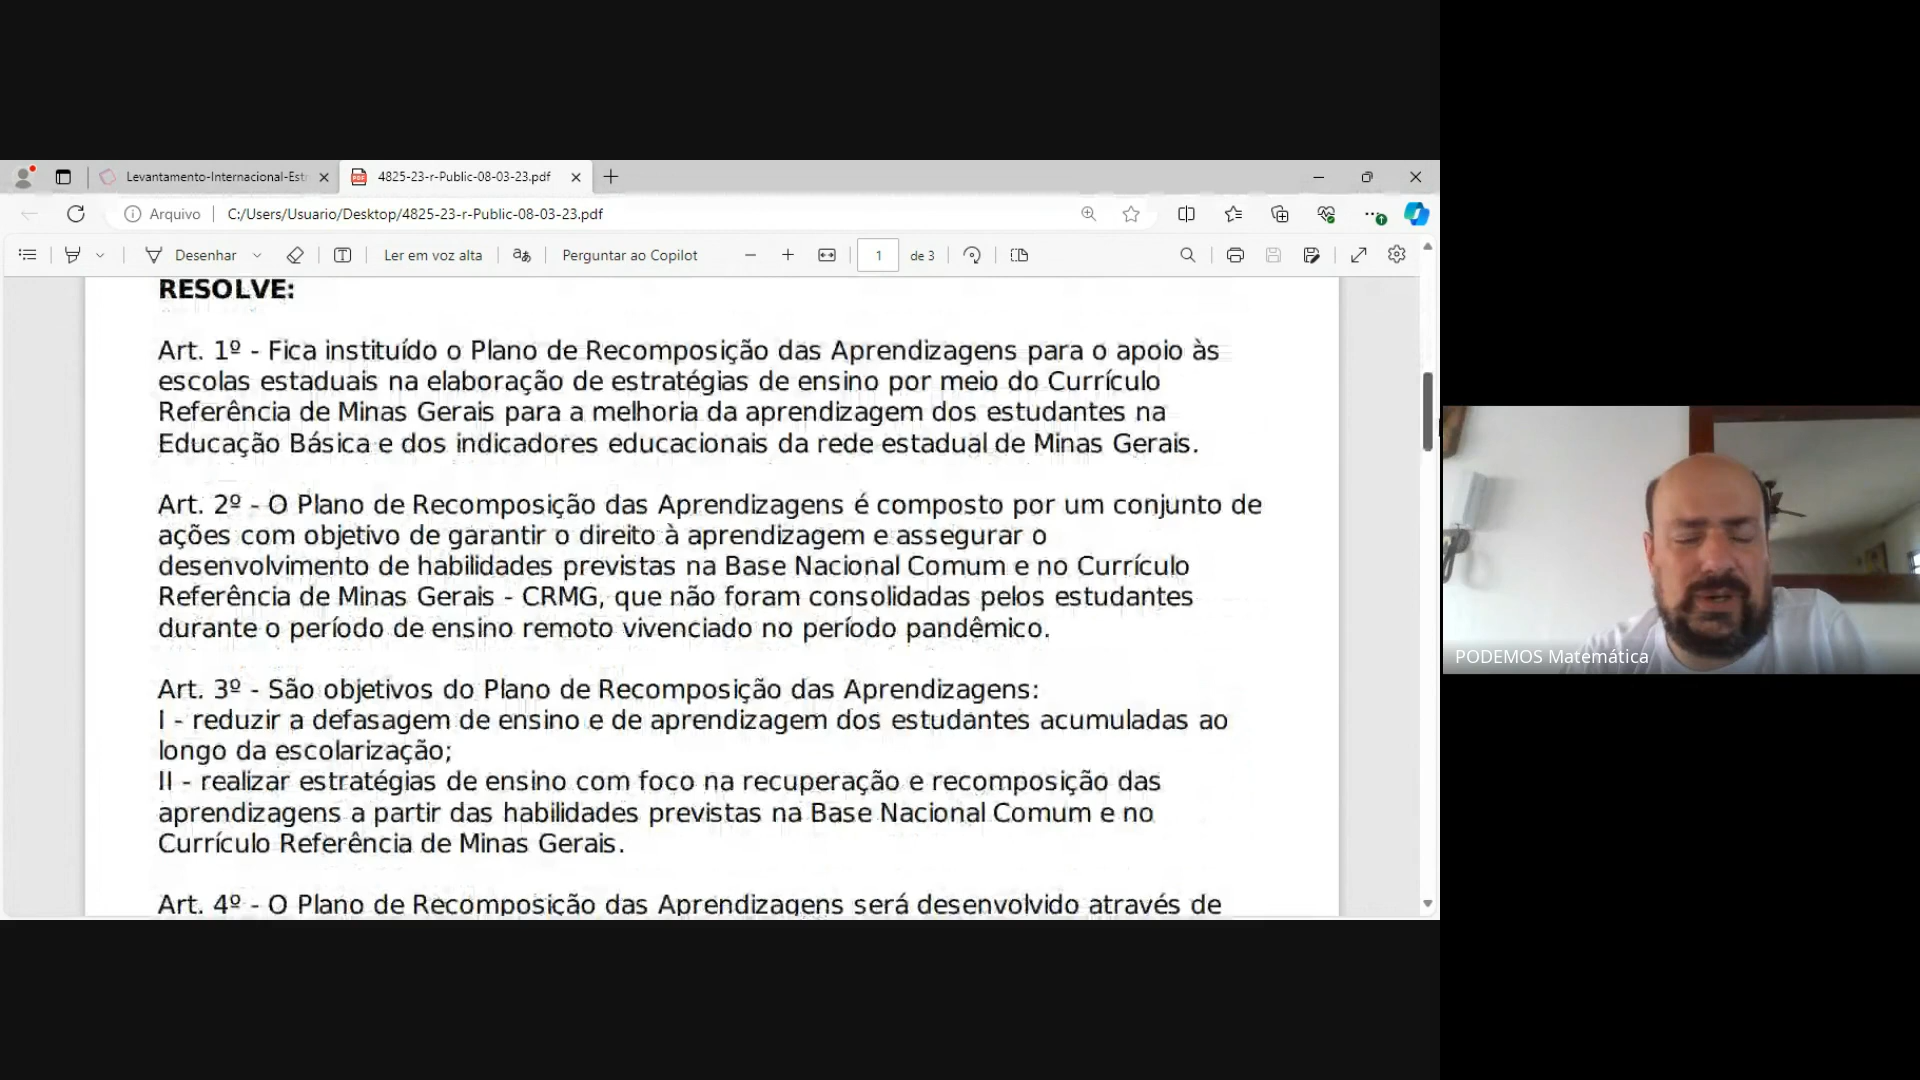 Levantamento-Internacional-Est
4825-23-r-Public-08-03-23.pdf
Arquivo
C:/Users/Usuario/Desktop/4825-23-r-Public-08-03-23.pdf
Desenhar
Ler em voz alta
Perguntar ao Copilot
1
de 3
RESOLVE:
Art. 1º - Fica instituído o Plano de Recomposição das Aprendizagens para o apoio às
escolas estaduais na elaboração de estratégias de ensino por meio do Currículo
Referência de Minas Gerais para a melhoria da aprendizagem dos estudantes na
Educação Básica e dos indicadores educacionais da rede estadual de Minas Gerais.
Art. 2º - O Plano de Recomposição das Aprendizagens é composto por um conjunto de
ações com objetivo de garantir o direito à aprendizagem e assegurar o
desenvolvimento de habilidades previstas na Base Nacional Comum e no Currículo
Referência de Minas Gerais - CRMG, que não foram consolidadas pelos estudantes
durante o período de ensino remoto vivenciado no período pandêmico.
Art. 3º - São objetivos do Plano de Recomposição das Aprendizagens:
I - reduzir a defasagem de ensino e de aprendizagem dos estudantes acumuladas ao
longo da escolarização;
II - realizar estratégias de ensino com foco na recuperação e recomposição das
aprendizagens a partir das habilidades previstas na Base Nacional Comum e no
Currículo Referência de Minas Gerais.
Art. 4º - O Plano de Recomposição das Aprendizagens será desenvolvido através de
PODEMOS Matemática